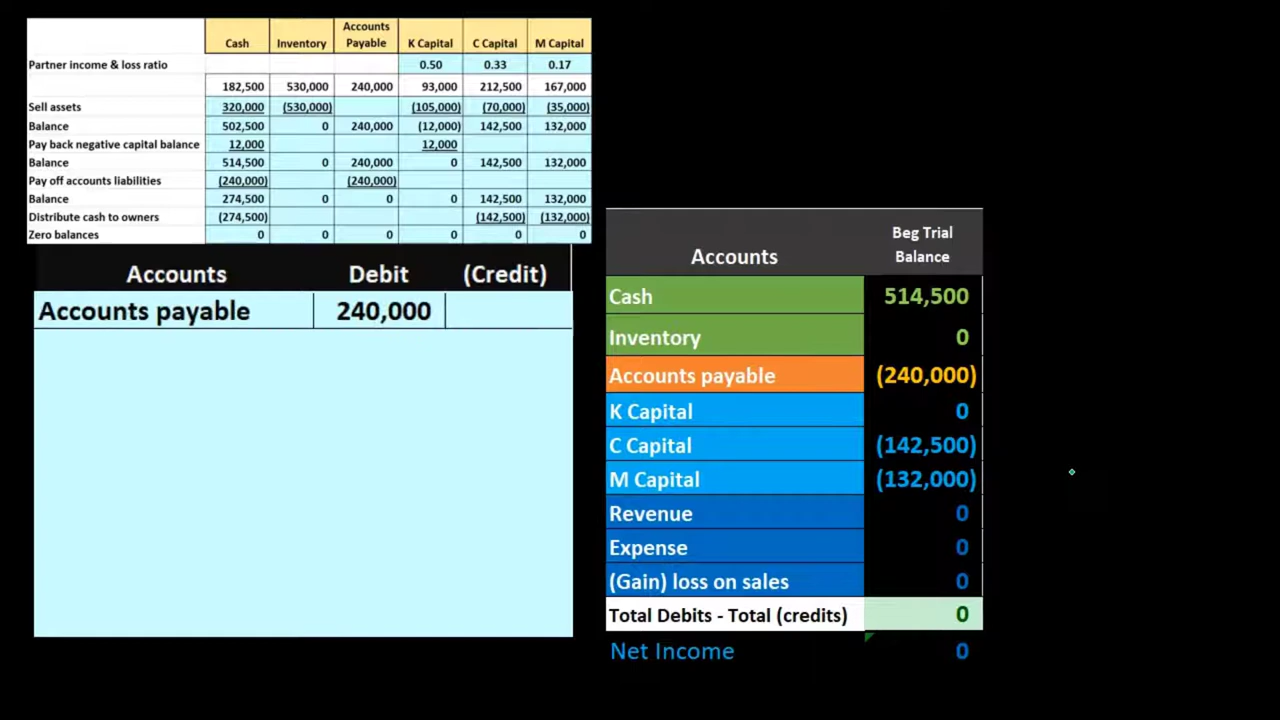 Cash Inventory Accounts Payable K Capital C Capital M Capital
Partner income & loss ratio 0.50 0.33 0.17
182,500 530,000 240,000 93,000 212,500 167,000
Sell assets 320,000 (530,000) (105,000) (70,000) (35,000)
Balance 502,500 0 240,000 (12,000) 142,500 132,000
Pay back negative capital balance 12,000 12,000
Balance 514,500 0 240,000 0 142,500 132,000
Pay off accounts liabilities (240,000) (240,000)
Balance 274,500 0 0 0 142,500 132,000
Distribute cash to owners (274,500) (142,500) (132,000)
Zero balances 0 0 0 0 0 0
Accounts Debit (Credit)
Accounts payable 240,000
Accounts Beg Trial Balance
Cash 514,500
Inventory 0
Accounts payable (240,000)
K Capital 0
C Capital (142,500)
M Capital (132,000)
Revenue 0
Expense 0
(Gain) loss on sales 0
Total Debits - Total (credits) 0
Net Income 0